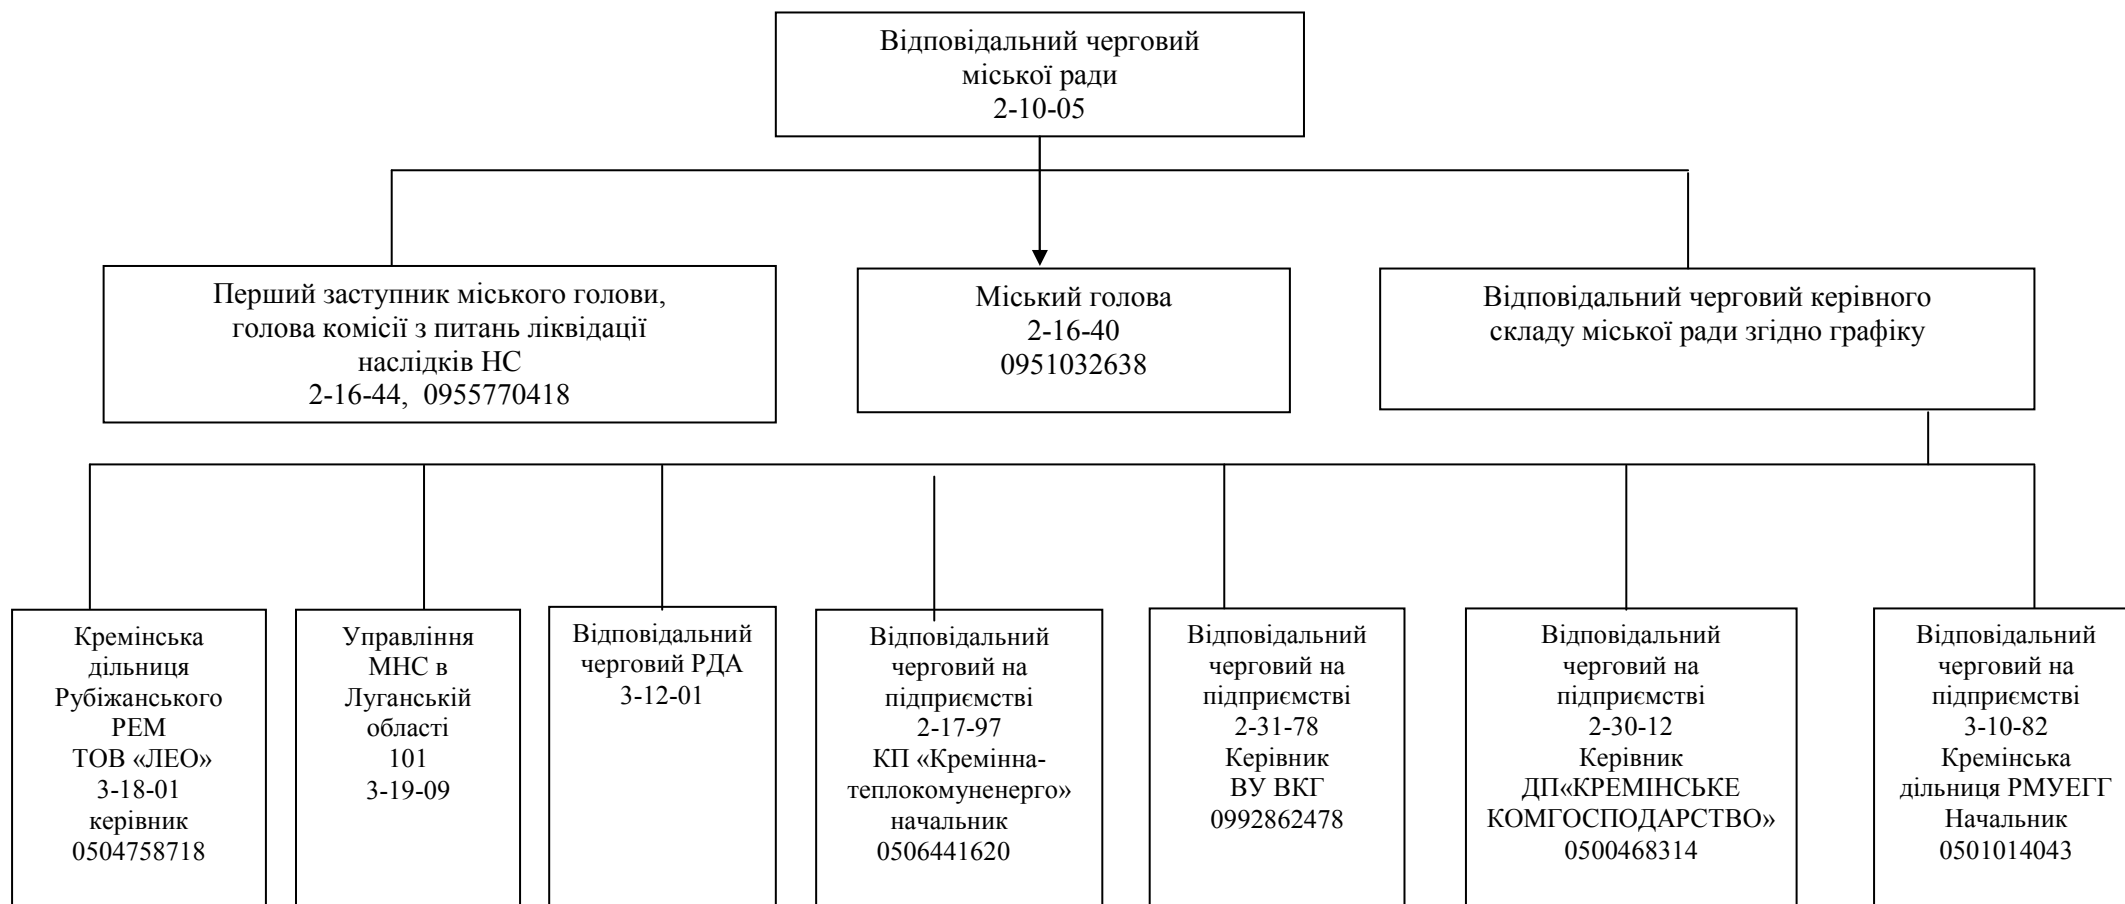 Відповідальний черговий
міської ради
2-10-05
Перший заступник міського голови,
голова комісії з питань ліквідації
наслідків НС
2-16-44, 0955770418
Міський голова
2-16-40
0951032638
Відповідальний черговий керівного
складу міської ради згідно графіку
Кремінська
дільниця
Рубіжанського
РЕМ
ТОВ «ЛЕО»
3-18-01
керівник
0504758718
Управління
МНС в
Луганській
області
101
3-19-09
Відповідальний
черговий РДА
3-12-01
Відповідальний
черговий на
підприємстві
2-17-97
КП «Кремінна-
теплокомуненерго»
начальник
0506441620
Відповідальний
черговий на
підприємстві
2-31-78
Керівник
ВУ ВКГ
0992862478
Відповідальний
черговий на
підприємстві
2-30-12
Керівник
ДП«КРЕМІНСЬКЕ
КОМГОСПОДАРСТВО»
0500468314
Відповідальний
черговий на
підприємстві
3-10-82
Кремінська
дільниця РМУЕГГ
Начальник
0501014043